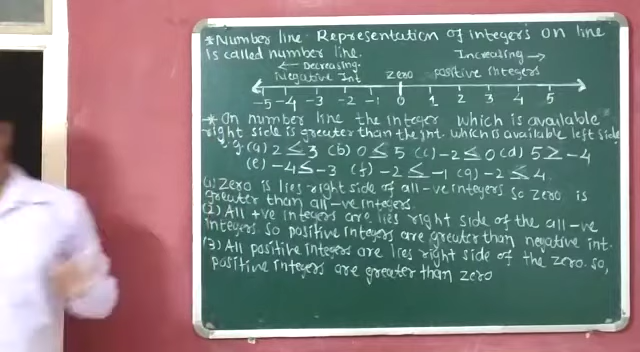 *Number line: Representation of integers on line
is called number line.
← Decreasing. Increasing →
Negative Int Zero positive integers
-5 -4 -3 -2 -1 0 1 2 3 4 5
* On number line the integer which is available
right side is greater than the int. which is available left side
e.g (a) 2 ≤ 3 (b) 0 ≤ 5 (c) -2 ≤ 0 (d) 5 ≥ -4
(e) -4 ≤ -3 (f) -2 ≤ -1 (g) -2 ≤ 4.
(1) Zero is lies right side of all -ve integers so zero is
greater than all -ve integers.
(2) All +ve integers are lies right side of the all -ve
integers. so positive integers are greater than negative int.
(3) All positive integers are lies right side of the zero. so,
positive integers are greater than zero